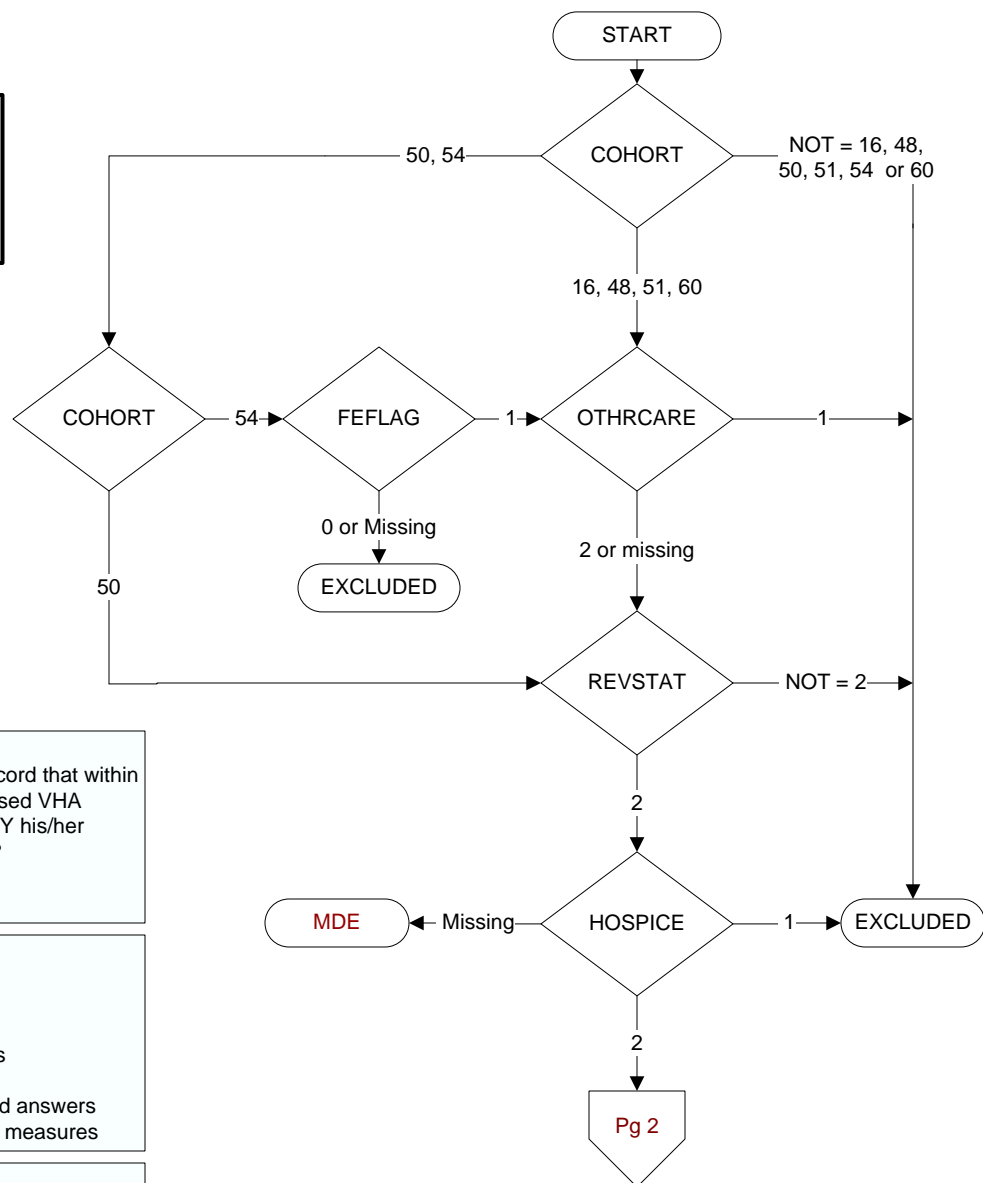 START
COHORT
50, 54
NOT = 16, 48,
50, 51, 54 or 60
16, 48, 51, 60
COHORT
54
FEFLAG
1
OTHRCARE
1
0 or Missing
EXCLUDED
2 or missing
50
REVSTAT
NOT = 2
2
cord that within
sed VHA
Y his/her
MDE
Missing
HOSPICE
1
EXCLUDED
2
Pg 2
s
d answers
measures